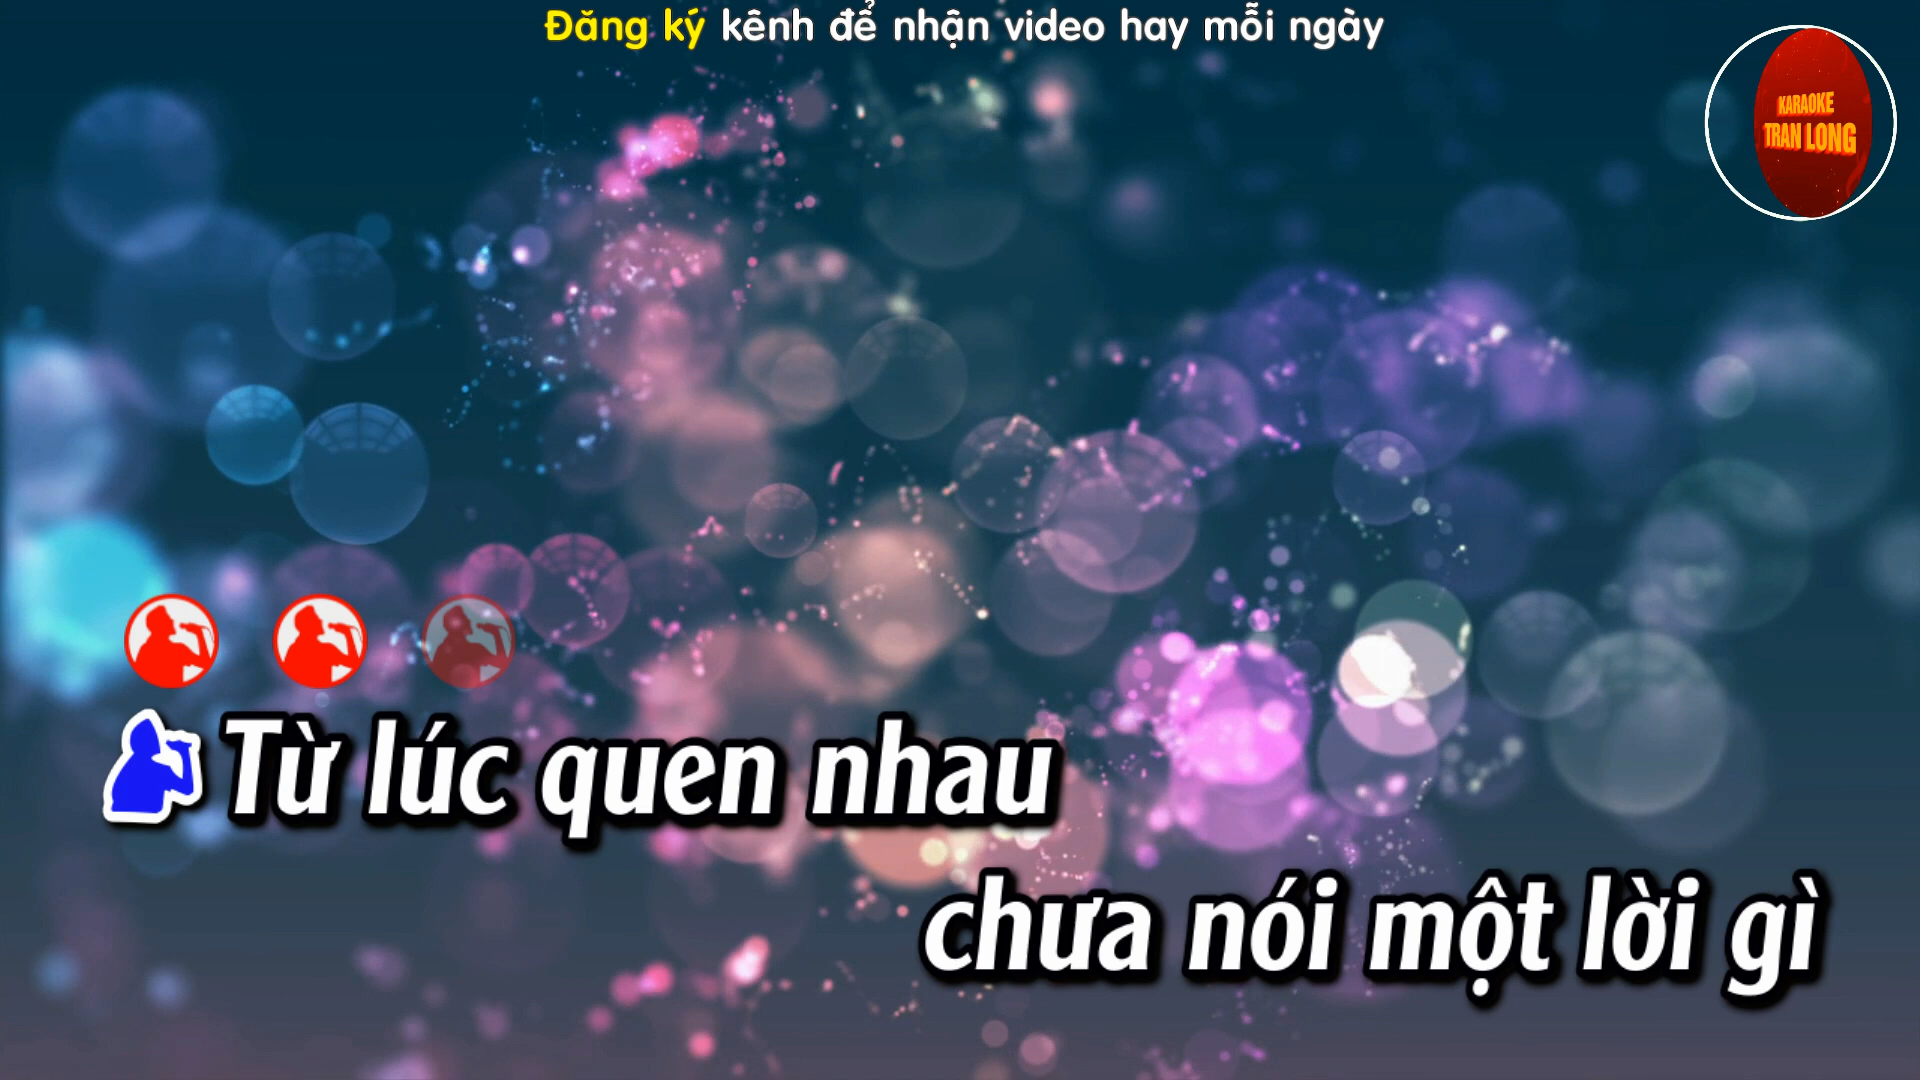 Đăng ký kênh để nhận video hay mỗi ngày
KARAOKE
TRAN LONG
Từ lúc quen nhau
chưa nói một lời gì